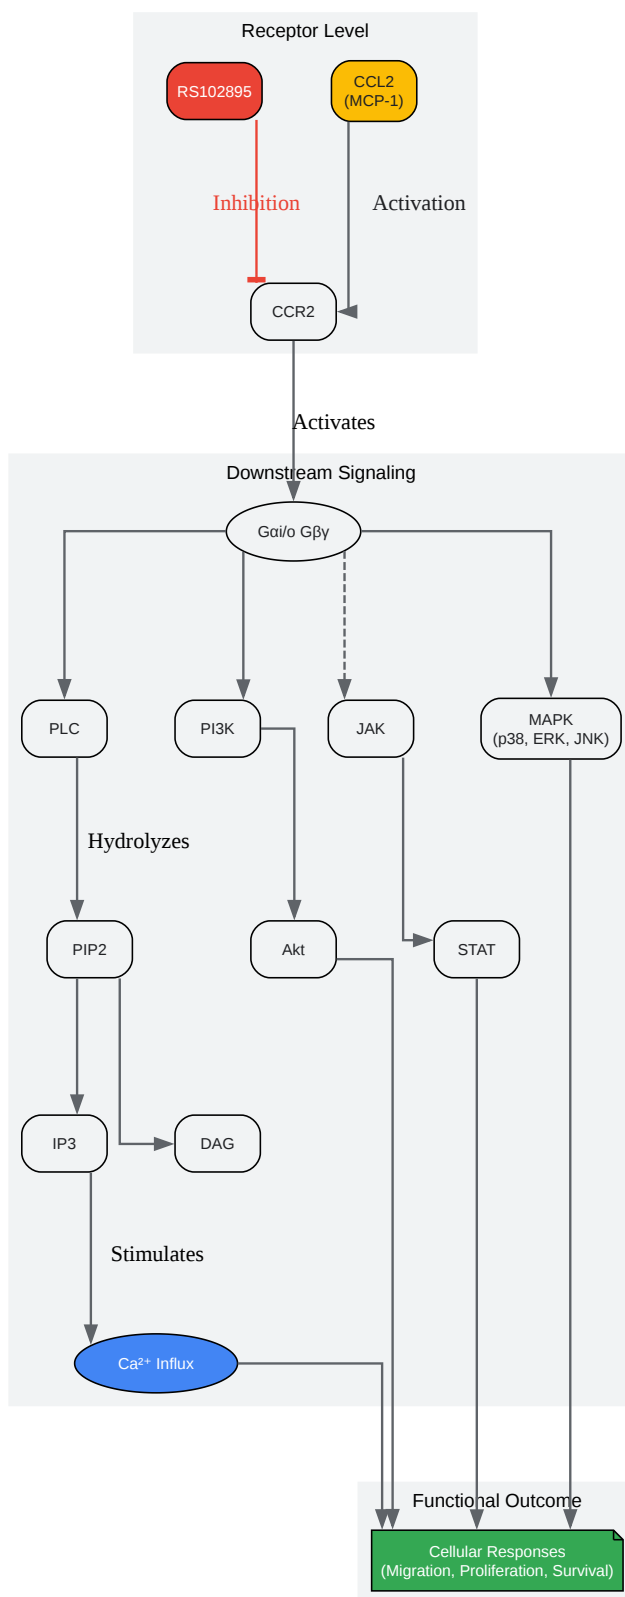 Receptor Level
RS102895
CCL2
(MCP-1)
Inhibition
Activation
CCR2
Activates
Downstream Signaling
Gαi/o Gβγ
PLC
PI3K
JAK
MAPK
(p38, ERK, JNK)
Hydrolyzes
PIP2
Akt
STAT
IP3
DAG
Stimulates
Ca²⁺ Influx
Functional Outcome
Cellular Responses
(Migration, Proliferation, Survival)